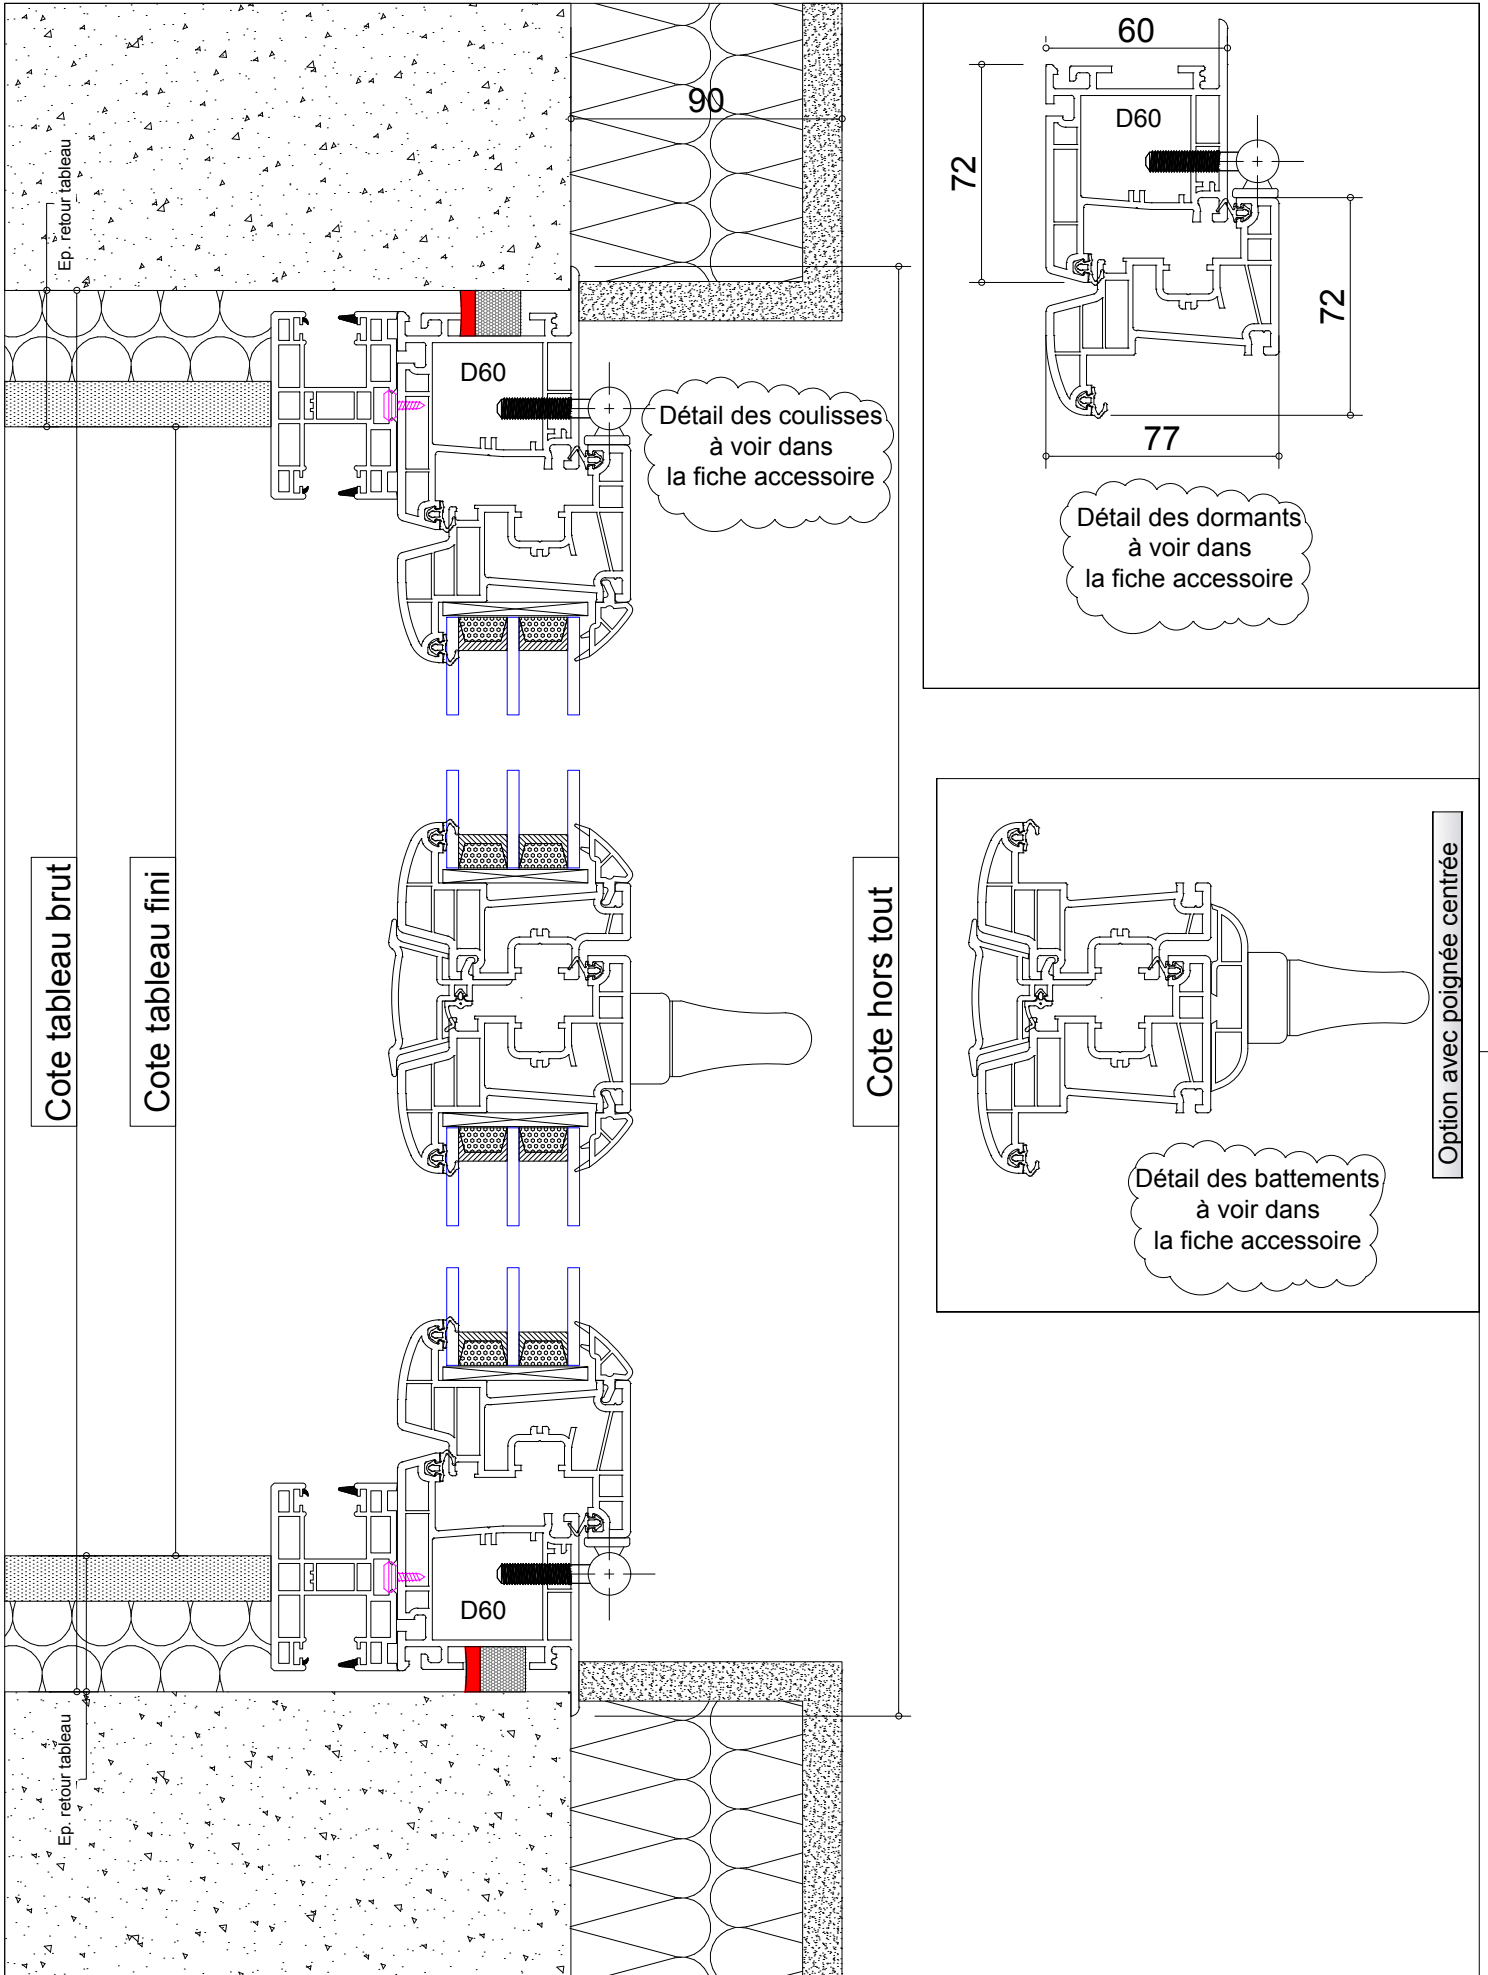 Ep. retour tableau
90
D60
Détail des coulisses
à voir dans
la fiche accessoire
Cote tableau brut
Cote tableau fini
Cote hors tout
D60
Ep. retour tableau
60
72
D60
72
77
Détail des dormants
à voir dans
la fiche accessoire
Option avec poignée centrée
Détail des battements
à voir dans
la fiche accessoire